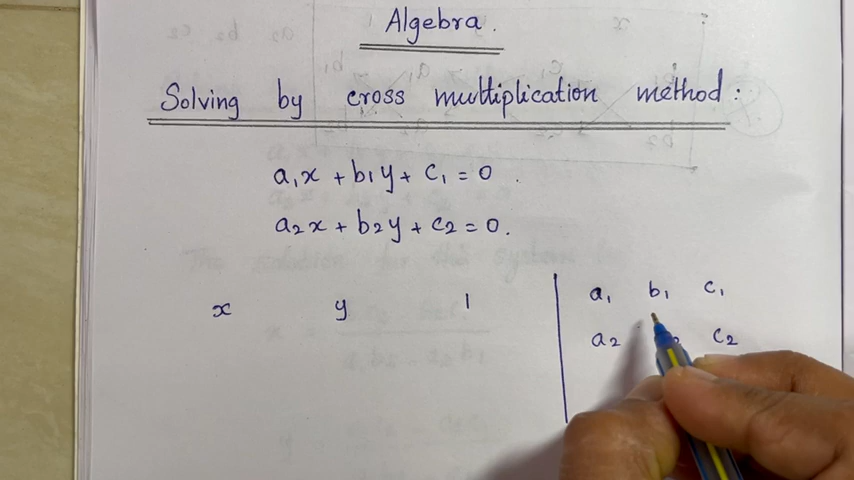 Algebra.
Solving by cross multiplication method:
a₁x + b₁y + c₁ = 0.
a₂x + b₂y + c₂ = 0.
x y 1
a₁ b₁ c₁
a₂ ₂ c₂